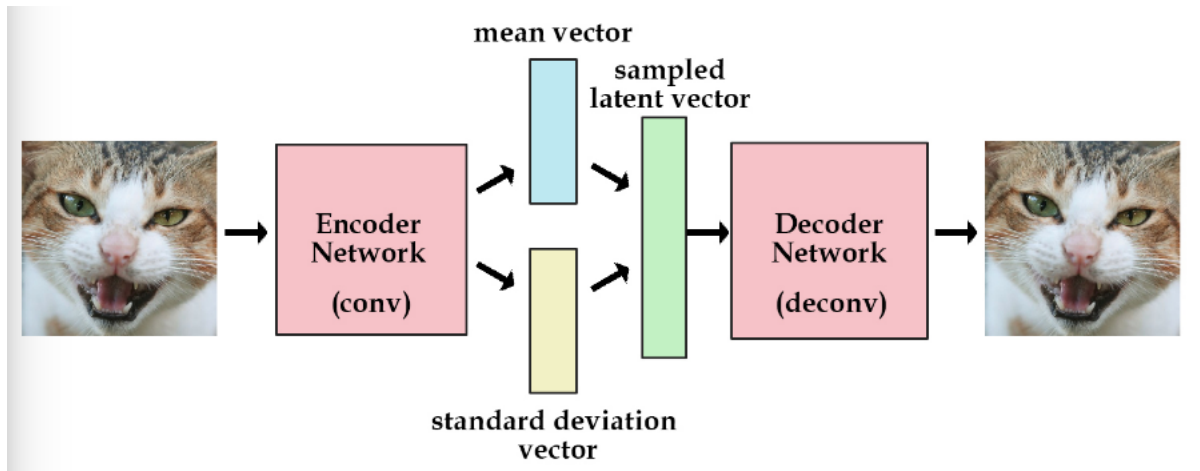 mean vector
sampled
latent vector
Encoder
Network
(conv)
Decoder
Network
(deconv)
standard deviation
vector